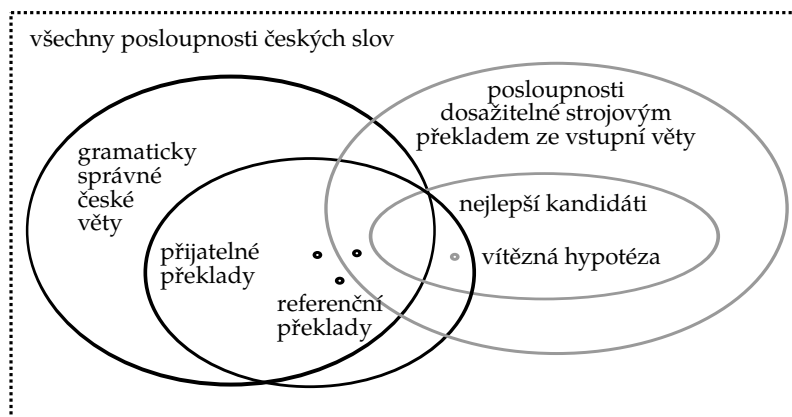 všechny posloupnosti českých slov
posloupnosti
dosažitelné strojovým
překladem ze vstupní věty
gramaticky
správné
české
věty
nejlepší kandidáti
přijatelné
překlady
vítězná hypotéza
referenční
překlady